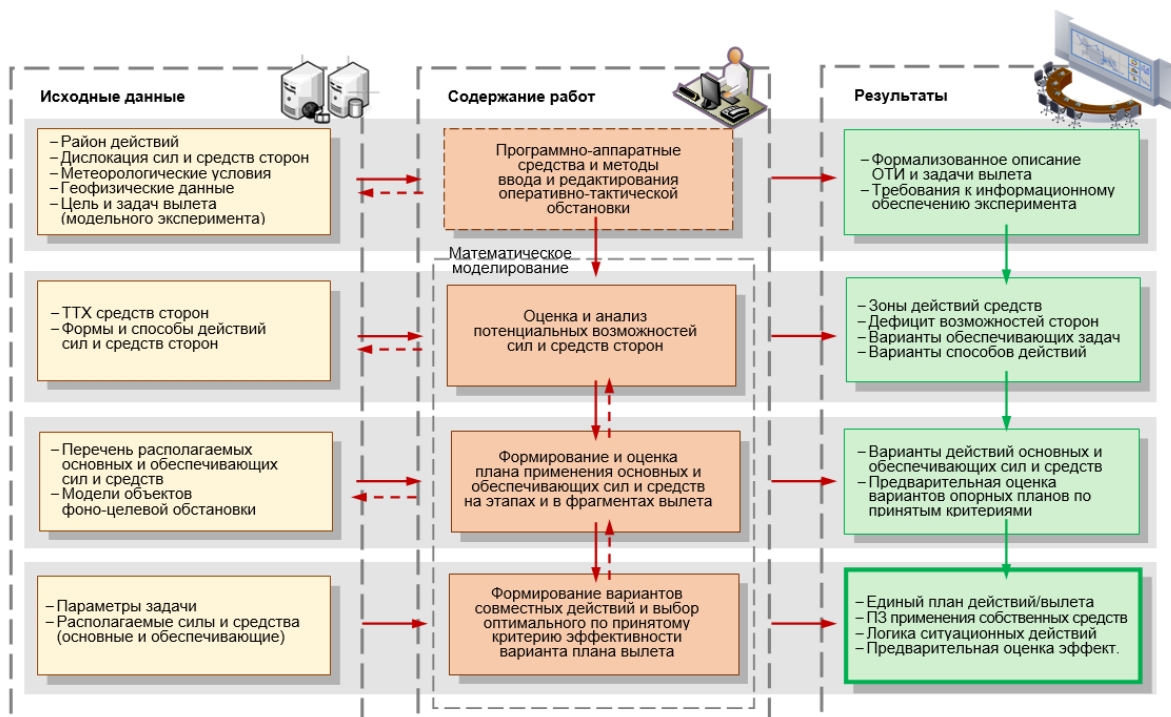 Исходные данные
Содержание работ
Результаты
– Район действий
– Дислокация сил и средств сторон
– Метеорологические условия
– Геофизические данные
– Цель и задач вылета
(модельного эксперимента)
Программно-аппаратные
средства и методы
ввода и редактирования
оперативно-тактической
обстановки
– Формализованное описание
ОТИ и задачи вылета
– Требования к информационному
обеспечению эксперимента
Математическое
моделирование
– ТТХ средств сторон
– Формы и способы действий
сил и средств сторон
Оценка и анализ
потенциальных возможностей
сил и средств сторон
– Зоны действий средств
– Дефицит возможностей сторон
– Варианты обеспечивающих задач
– Варианты способов действий
– Перечень располагаемых
основных и обеспечивающих
сил и средств
– Модели объектов
фоно-целевой обстановки
Формирование и оценка
плана применения основных и
обеспечивающих сил и средств
на этапах и в фрагментах вылета
– Варианты действий основных и
обеспечивающих сил и средств
– Предварительная оценка
вариантов опорных планов по
принятым критериями
– Параметры задачи
– Располагаемые силы и средства
(основные и обеспечивающие)
Формирование вариантов
совместных действий и выбор
оптимального по принятому
критерию эффективности
варианта плана вылета
– Единый план действий/вылета
– ПЗ применения собственных средств
– Логика ситуационных действий
– Предварительная оценка эффект.